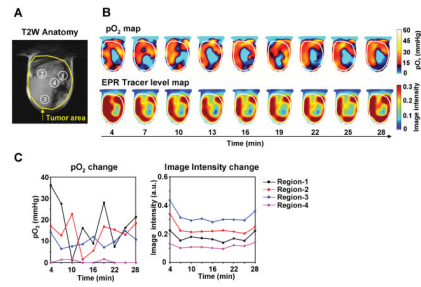 A
T2W Anatomy
1
2
4
3
Tumor area
B
pO2 map
60
45
30
15
0
pO2 (mmHg)
EPR Tracer level map
0.3
0.2
0.1
0
Image intensity
4 7 10 13 16 19 22 25 28
Time (min)
C
pO2 change
pO2 (mmHg)
40
30
20
10
0
4 10 16 22 28
Time (min)
Image Intensity change
Image intensity (a.u.)
0.6
0.4
0.2
0.0
4 10 16 22 28
Time (min)
Region-1
Region-2
Region-3
Region-4